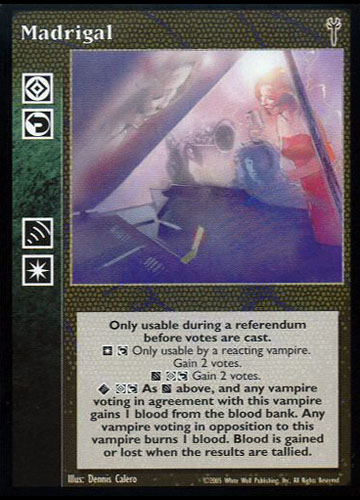 Madrigal
Only usable during a referendum
before votes are cast.
Only usable by a reacting vampire.
Gain 2 votes.
Gain 2 votes.
As above, and any vampire
voting in agreement with this vampire
gains 1 blood from the blood bank. Any
vampire voting in opposition to this
vampire burns 1 blood. Blood is gained
or lost when the results are tallied.
Illus: Dennis Calero ©2005 White Wolf Publishing, Inc. All Rights Reserved